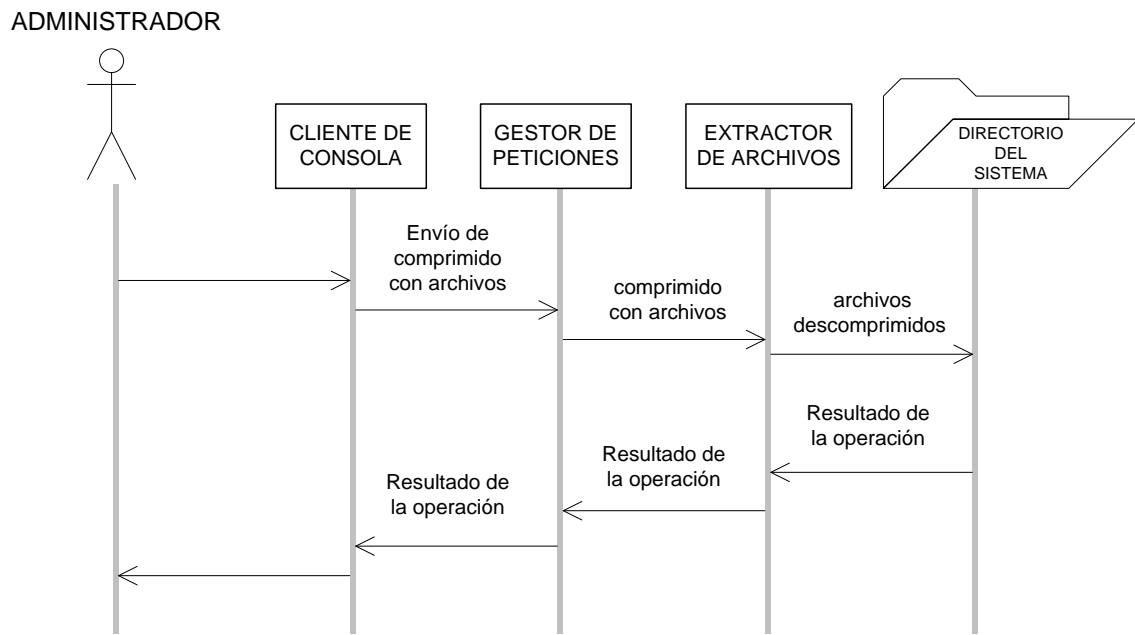 ADMINISTRADOR
CLIENTE DE
CONSOLA
GESTOR DE
PETICIONES
EXTRACTOR
DE ARCHIVOS
DIRECTORIO
DEL
SISTEMA
Envío de
comprimido
con archivos
comprimido
con archivos
archivos
descomprimidos
Resultado de
la operación
Resultado de
la operación
Resultado de
la operación